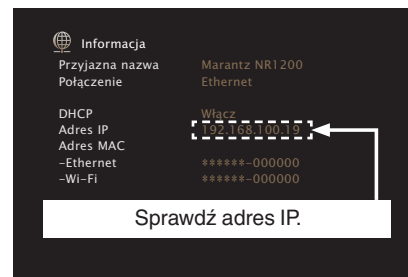 Informacja
Przyjazna nazwa Marantz NR1200
Połączenie Ethernet
DHCP Włącz
Adres IP 192.168.100.19
Adres MAC
-Ethernet ******-000000
-Wi-Fi ******-000000
Sprawdź adres IP.